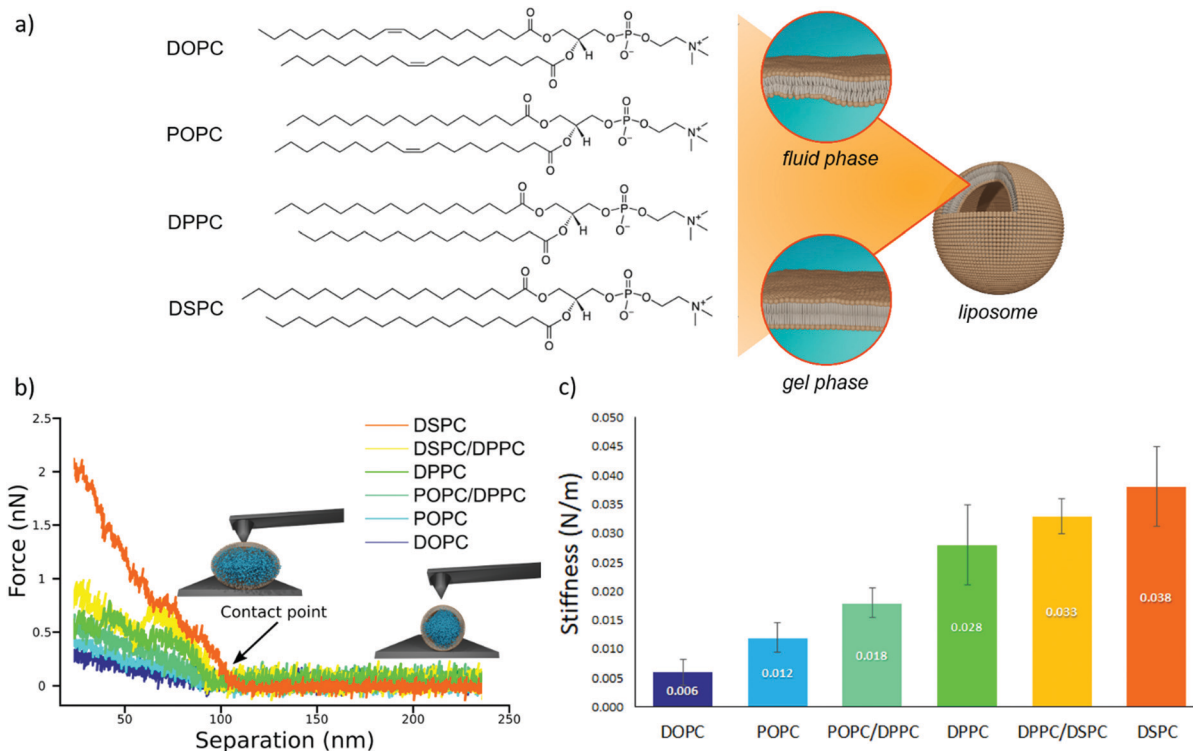 a)
DOPC
O
O
O
H
O
O
P
O
O⁻
O
N⁺
POPC
O
O
O
H
O
O
P
O
O⁻
O
N⁺
DPPC
O
O
O
H
O
O
P
O
O⁻
O
N⁺
DSPC
O
O
O
H
O
O
P
O
O⁻
O
N⁺
fluid phase
liposome
gel phase
b)
Force (nN)
2.5
2
1.5
1
0.5
0
DSPC
DSPC/DPPC
DPPC
POPC/DPPC
POPC
DOPC
Contact point
50
100
150
200
250
Separation (nm)
c)
Stiffness (N/m)
0.050
0.045
0.040
0.035
0.030
0.025
0.020
0.015
0.010
0.005
0.000
0.006
0.012
0.018
0.028
0.033
0.038
DOPC
POPC
POPC/DPPC
DPPC
DPPC/DSPC
DSPC